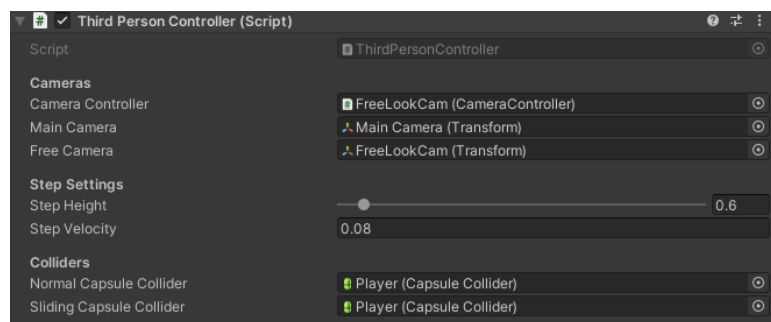 # Third Person Controller (Script)
Script ThirdPersonController
Cameras
Camera Controller FreeLookCam (CameraController)
Main Camera Main Camera (Transform)
Free Camera FreeLookCam (Transform)
Step Settings
Step Height 0.6
Step Velocity 0.08
Colliders
Normal Capsule Collider Player (Capsule Collider)
Sliding Capsule Collider Player (Capsule Collider)